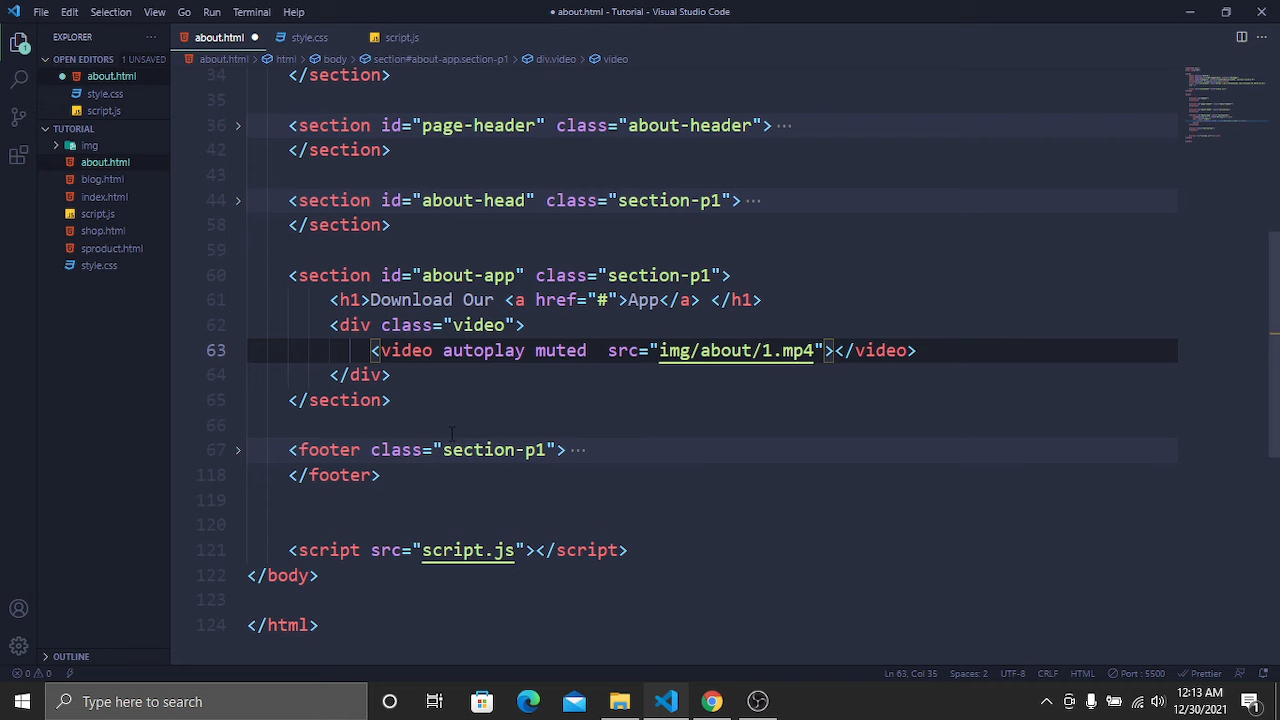 File Edit Selection View Go Run Terminal Help
● about.html - Tutorial - Visual Studio Code
EXPLORER ···
about.html ●
style.css
script.js
about.html > html > body > section#about-app.section-p1 > div.video > video
1
OPEN EDITORS 1 UNSAVED
● about.html
style.css
script.js
TUTORIAL
img
about.html
blog.html
index.html
script.js
shop.html
sproduct.html
style.css
OUTLINE
34 </section>
35
36 <section id="page-header" class="about-header">···
42 </section>
43
44 <section id="about-head" class="section-p1">···
58 </section>
59
60 <section id="about-app" class="section-p1">
61 <h1>Download Our <a href="#">App</a> </h1>
62 <div class="video">
63 <video autoplay muted  src="img/about/1.mp4"></video>
64 </div>
65 </section>
66
67 <footer class="section-p1">···
118 </footer>
119
120
121 <script src="script.js"></script>
122 </body>
123
124 </html>
0 0 Ln 63, Col 35 Spaces: 2 UTF-8 CRLF HTML Port : 5500 Prettier
Type here to search
6:13 AM
12/30/2021
1